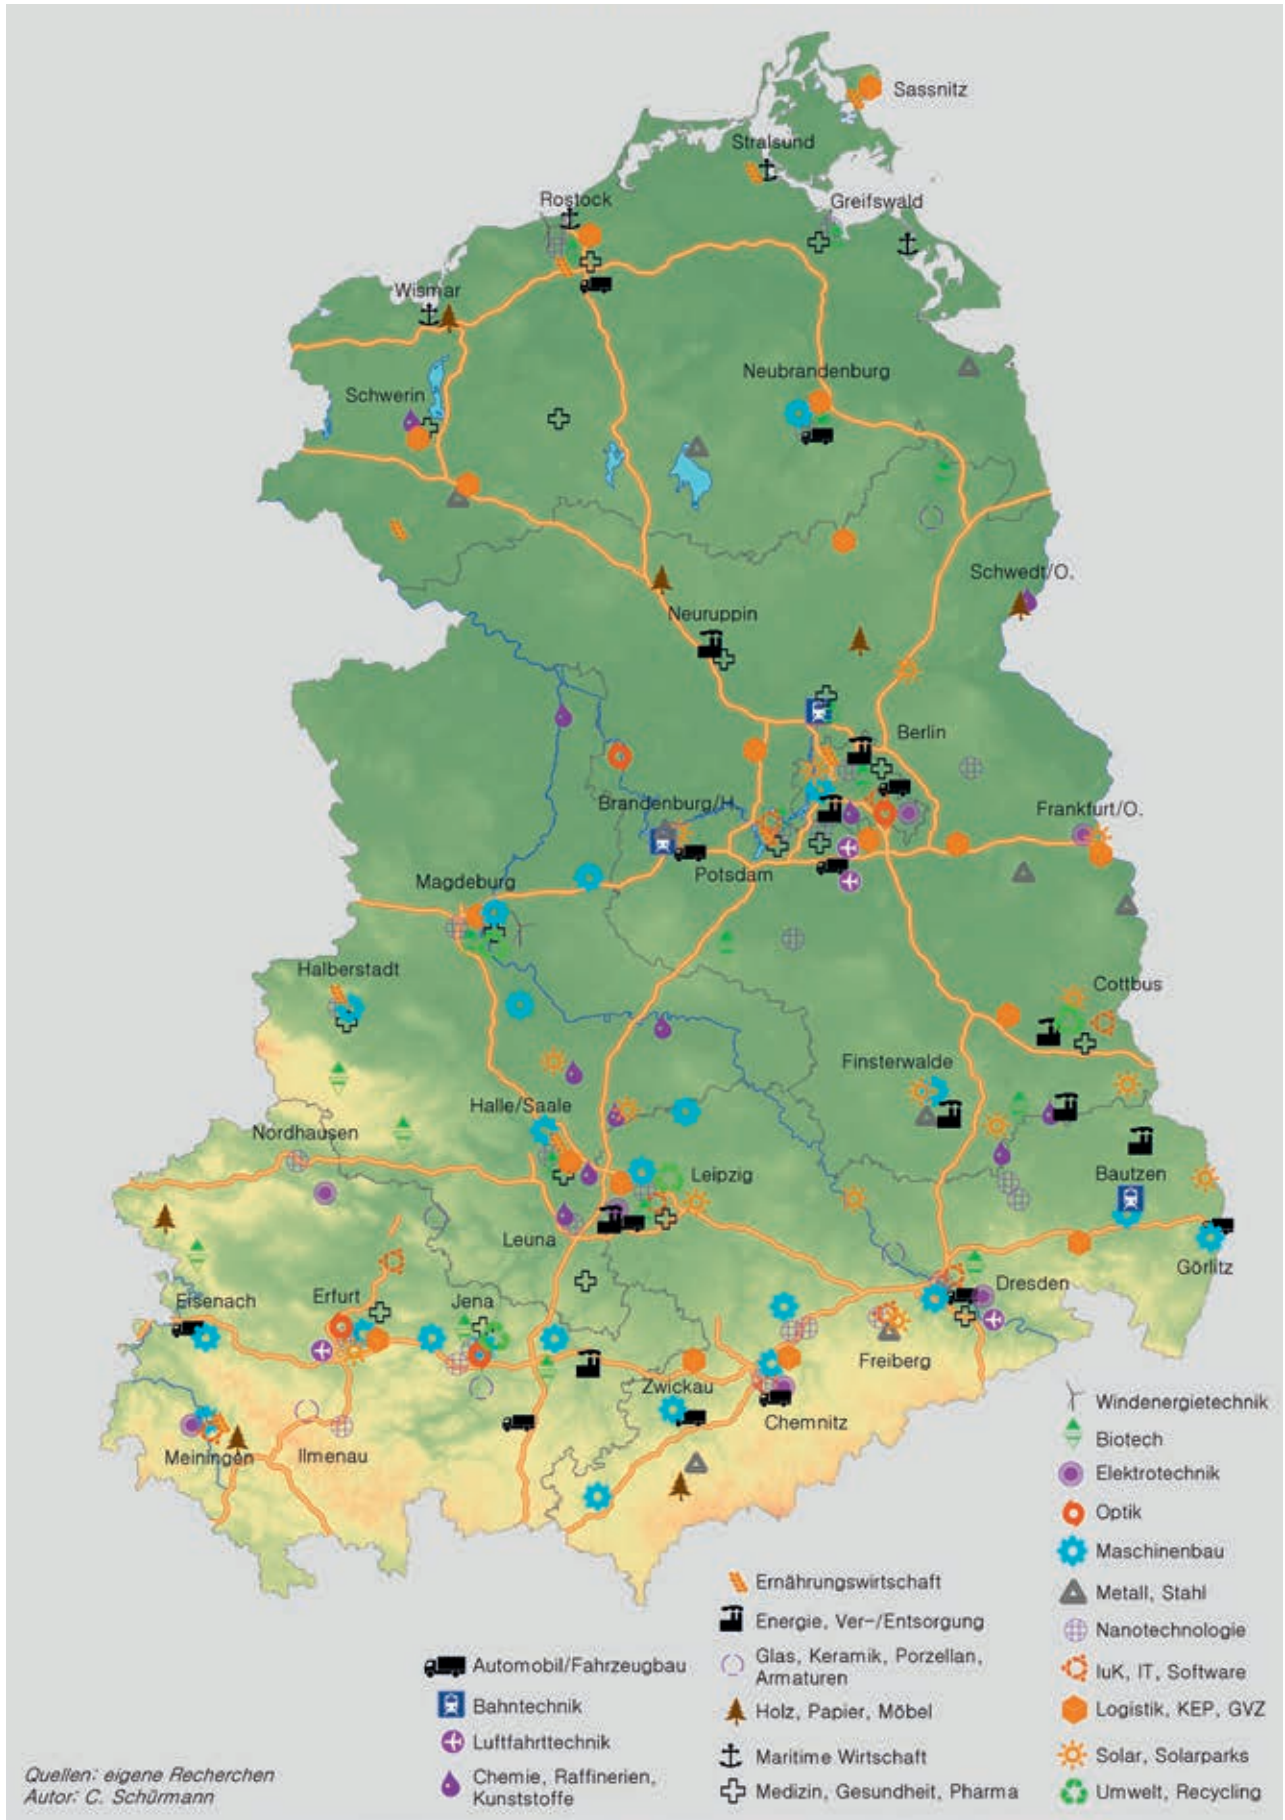 Sassnitz
Stralsund
Rostock
Greifswald
Wismar
Neubrandenburg
Schwerin
Schwedt/O.
Neuruppin
Berlin
Brandenburg/H.
Frankfurt/O.
Potsdam
Magdeburg
Halberstadt
Cottbus
Finsterwalde
Halle/Saale
Nordhausen
Leipzig
Bautzen
Leunа
Görlitz
Dresden
Eisenach
Erfurt
Jena
Freiberg
Zwickau
Chemnitz
Meiningen
Ilmenau
Windenergietechnik
Biotech
Elektrotechnik
Optik
Maschinenbau
Metall, Stahl
Nanotechnologie
IuK, IT, Software
Logistik, KEP, GVZ
Solar, Solarparks
Umwelt, Recycling
Ernährungswirtschaft
Energie, Ver-/Entsorgung
Glas, Keramik, Porzellan,
Armaturen
Holz, Papier, Möbel
Maritime Wirtschaft
Medizin, Gesundheit, Pharma
Automobil/Fahrzeugbau
Bahntechnik
Luftfahrttechnik
Chemie, Raffinerien,
Kunststoffe
Quellen: eigene Recherchen
Autor: C. Schürmann